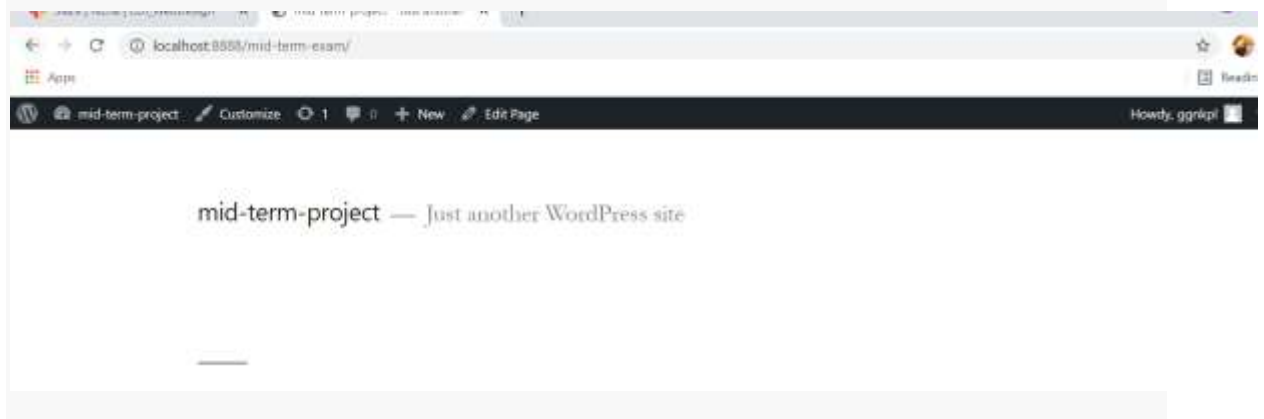 localhost:8888/mid-term-exam/
Apps
mid-term-project Customize 1 0 + New Edit Page Howdy, ggnkpl
mid-term-project — Just another WordPress site